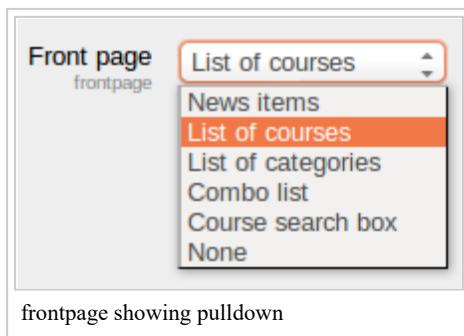 Front page
frontpage
List of courses
News items
List of courses
List of categories
Combo list
Course search box
None
frontpage showing pulldown